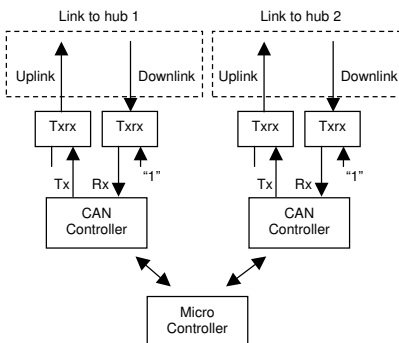 Link to hub 1
Link to hub 2
Uplink
Downlink
Uplink
Downlink
Txrx
Txrx
Txrx
Txrx
Tx
Rx
“1”
Tx
Rx
“1”
CAN
Controller
CAN
Controller
Micro
Controller